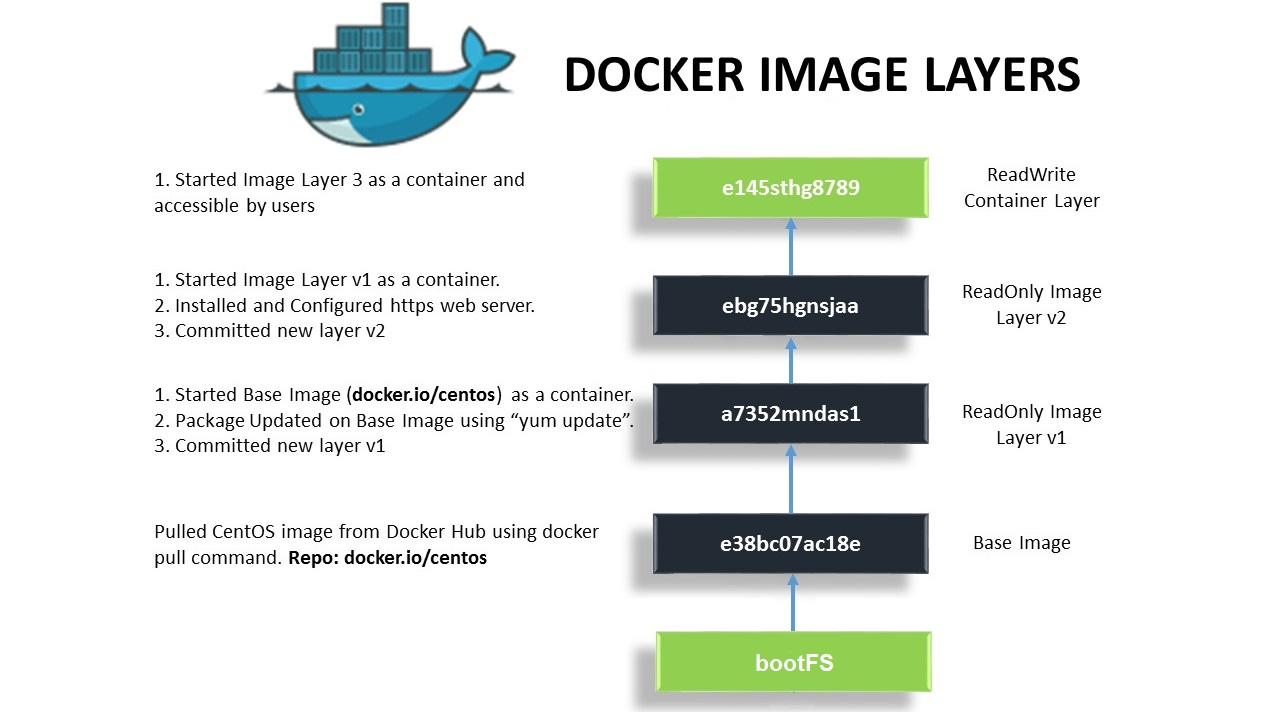 DOCKER IMAGE LAYERS
1. Started Image Layer 3 as a container and
accessible by users
e145sthg8789
ReadWrite
Container Layer
1. Started Image Layer v1 as a container.
2. Installed and Configured https web server.
3. Committed new layer v2
ebg75hgnsjaa
ReadOnly Image
Layer v2
1. Started Base Image (docker.io/centos) as a container.
2. Package Updated on Base Image using “yum update”.
3. Committed new layer v1
a7352mndas1
ReadOnly Image
Layer v1
Pulled CentOS image from Docker Hub using docker
pull command. Repo: docker.io/centos
e38bc07ac18e
Base Image
bootFS